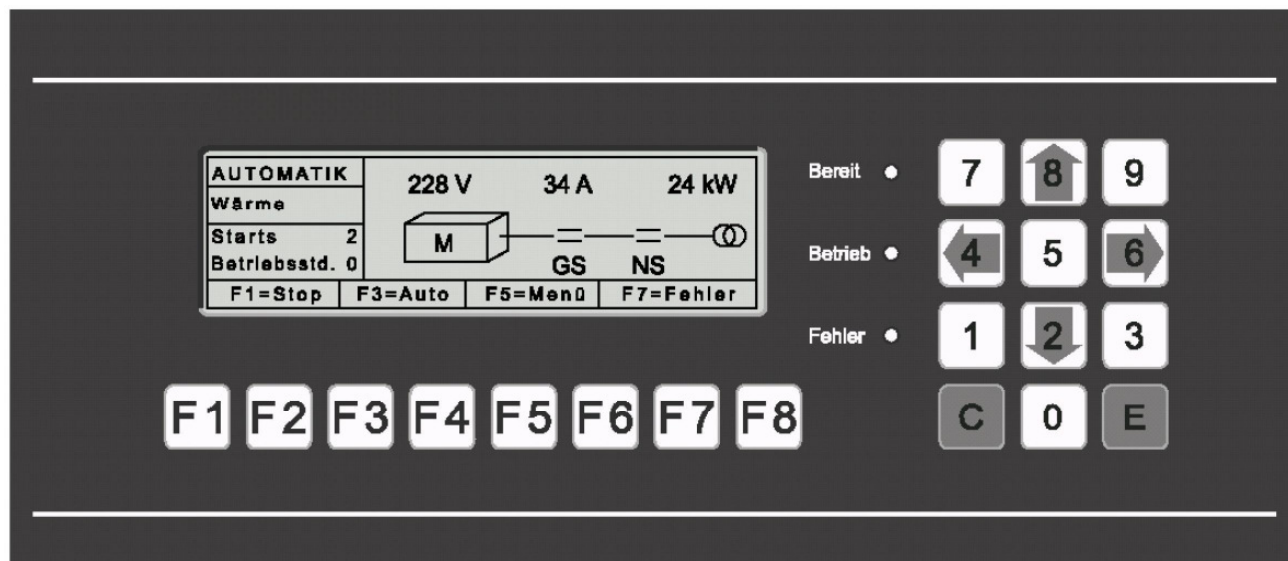 AUTOMATIK
Wärme
Starts 2
Betriebsstd. 0
228 V 34 A 24 kW
M
GS NS
F1=Stop F3=Auto F5=Menü F7=Fehler
Bereit
Betrieb
Fehler
F1 F2 F3 F4 F5 F6 F7 F8
7 8 9
4 5 6
1 2 3
C 0 E